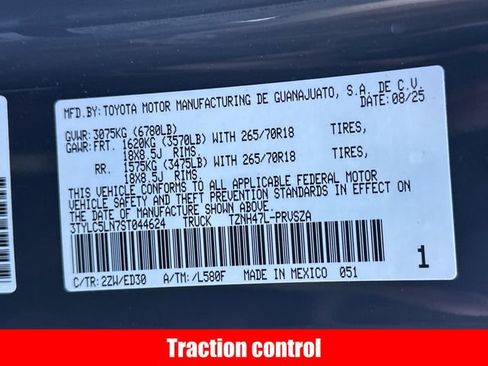 MFD.BY: TOYOTA MOTOR MANUFACTURING DE GUANAJUATO, S.A. DE C.V.
DATE: 08/25
GVWR: 3075KG (6780LB)
GAWR: FRT. 1620KG (3570LB) WITH 265/70R18 TIRES,
18X8.5J RIMS
RR. 1575KG (3475LB) WITH 265/70R18 TIRES,
18X8.5J RIMS.
THIS VEHICLE CONFORMS TO ALL APPLICABLE FEDERAL MOTOR
VEHICLE SAFETY AND THEFT PREVENTION STANDARDS IN EFFECT ON
THE DATE OF MANUFACTURE SHOWN ABOVE.
3TYLC5LN7ST044624 TRUCK TZNH47L-PRVSZA
C/TR: 2ZW/ED30 A/TM: /L580F MADE IN MEXICO 051 1
Traction control